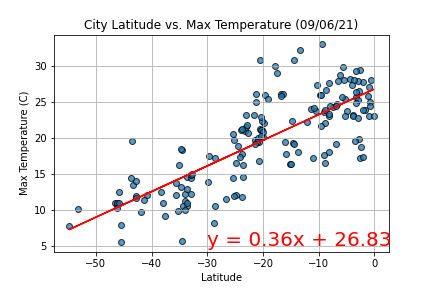 City Latitude vs. Max Temperature (09/06/21)
Max Temperature (C)
30
25
20
15
10
5
y = 0.36x + 26.83
−50 −40 −30 −20 −10 0
Latitude